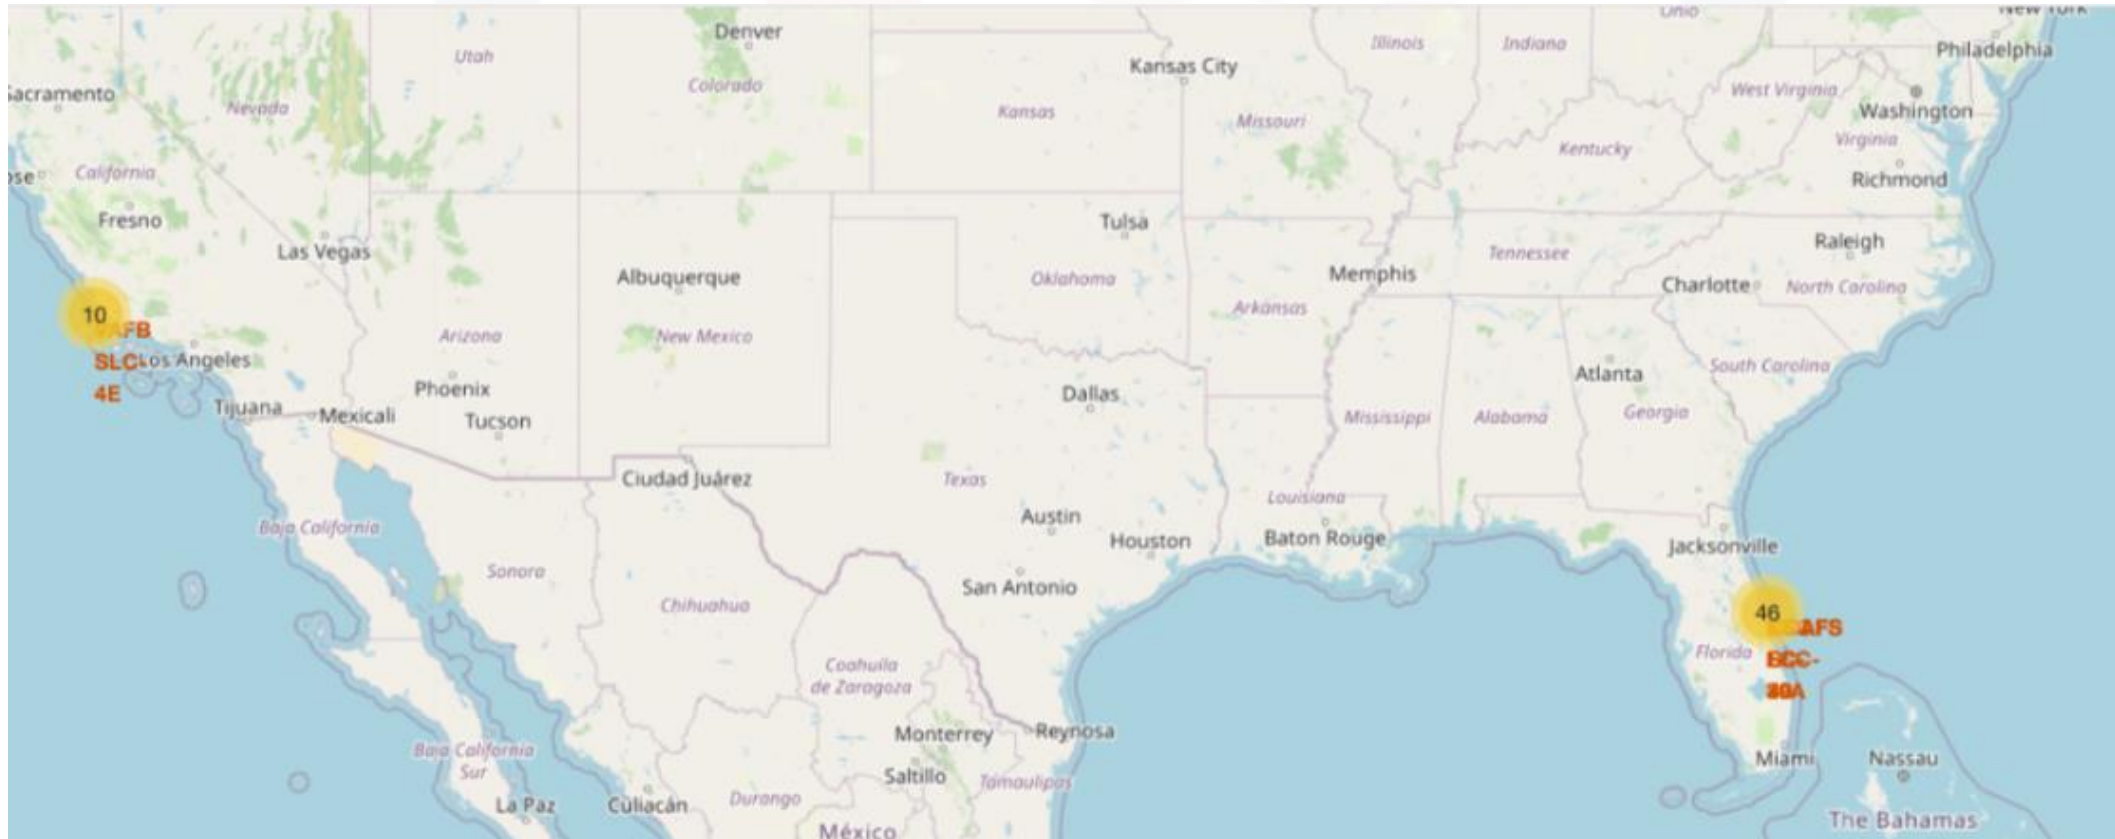 New York
Ohio
Denver
Utah
Illinois
Indiana
Philadelphia
Kansas City
Colorado
Sacramento
West Virginia
Nevada
Kansas
Missouri
Washington
Virginia
Kentucky
California
ose
Richmond
Fresno
Tulsa
Las Vegas
Raleigh
Tennessee
Albuquerque
Oklahoma
Memphis
Charlotte
North Carolina
Arkansas
10
VAFB
SLC-
4E
Los Angeles
Arizona
New Mexico
South Carolina
Atlanta
Phoenix
Dallas
Tijuana
Mexicali
Tucson
Mississippi
Alabama
Georgia
Ciudad Juárez
Texas
Louisiana
Austin
Baja California
Houston
Baton Rouge
Jacksonville
Sonora
San Antonio
Chihuahua
46
Florida
Coahuila
de Zaragoza
Monterrey
Reynosa
Baja California
Sur
Miami
Nassau
Saltillo
Tamaulipas
La Paz
Culiacán
Durango
México
The Bahamas